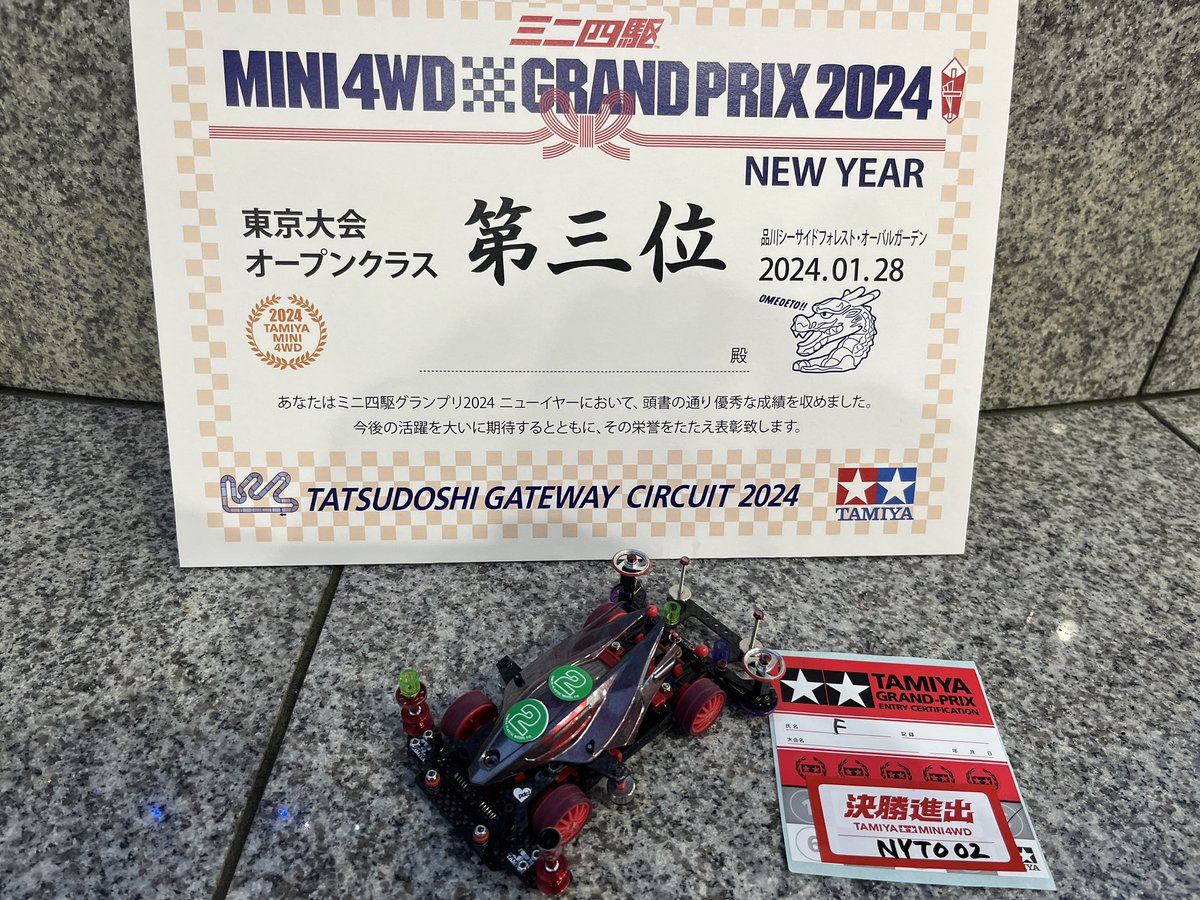 ミニ四駆
MINI 4WD GRAND PRIX 2024
NEW YEAR
東京大会
オープンクラス
第三位
品川シーサイドフォレスト・オーバルガーデン
2024.01.28
2024
TAMIYA
MINI
4WD
OMEDETO!!
殿
あなたはミニ四駆グランプリ2024 ニューイヤーにおいて、頭書の通り優秀な成績を収めました。
今後の活躍を大いに期待するとともに、その栄誉をたたえ表彰致します。
TATSUDOSHI GATEWAY CIRCUIT 2024
TAMIYA
2
2
TAMIYA
GRAND-PRIX
ENTRY CERTIFICATION
氏名 F 記録
大会名 年 月 日
決勝進出
TAMIYA MINI4WD
NYTO 02